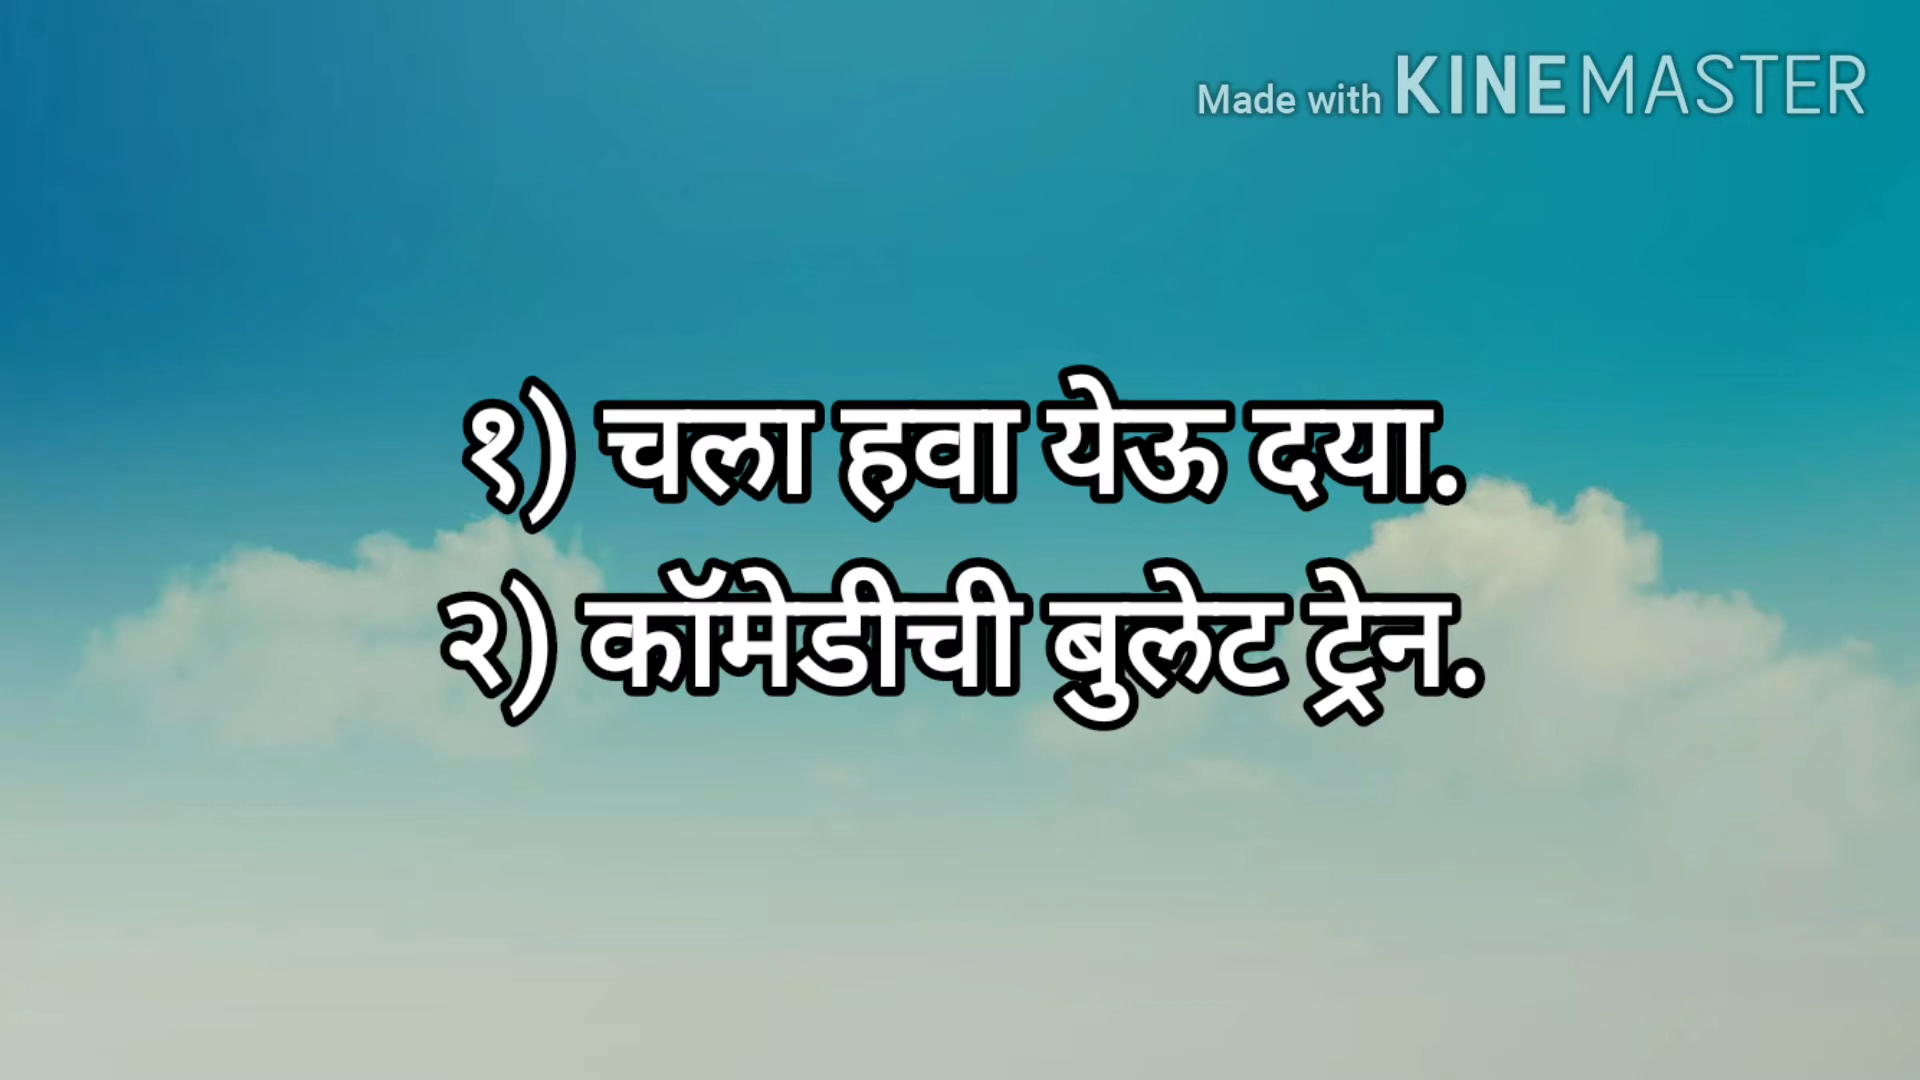 Made with KINEMASTER
१) चला हवा येऊ दया.
२) कॉमेडीची बुलेट ट्रेन.